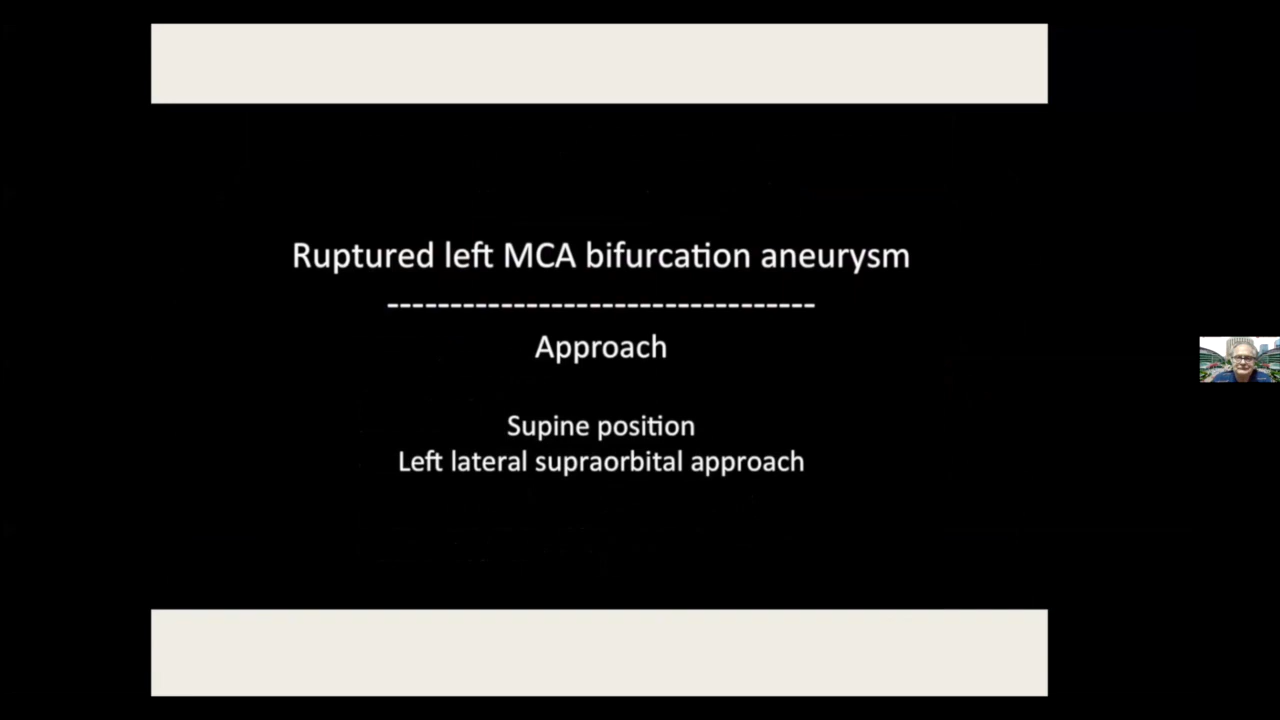 Ruptured left MCA bifurcation aneurysm
----------------------------------
Approach
Supine position
Left lateral supraorbital approach